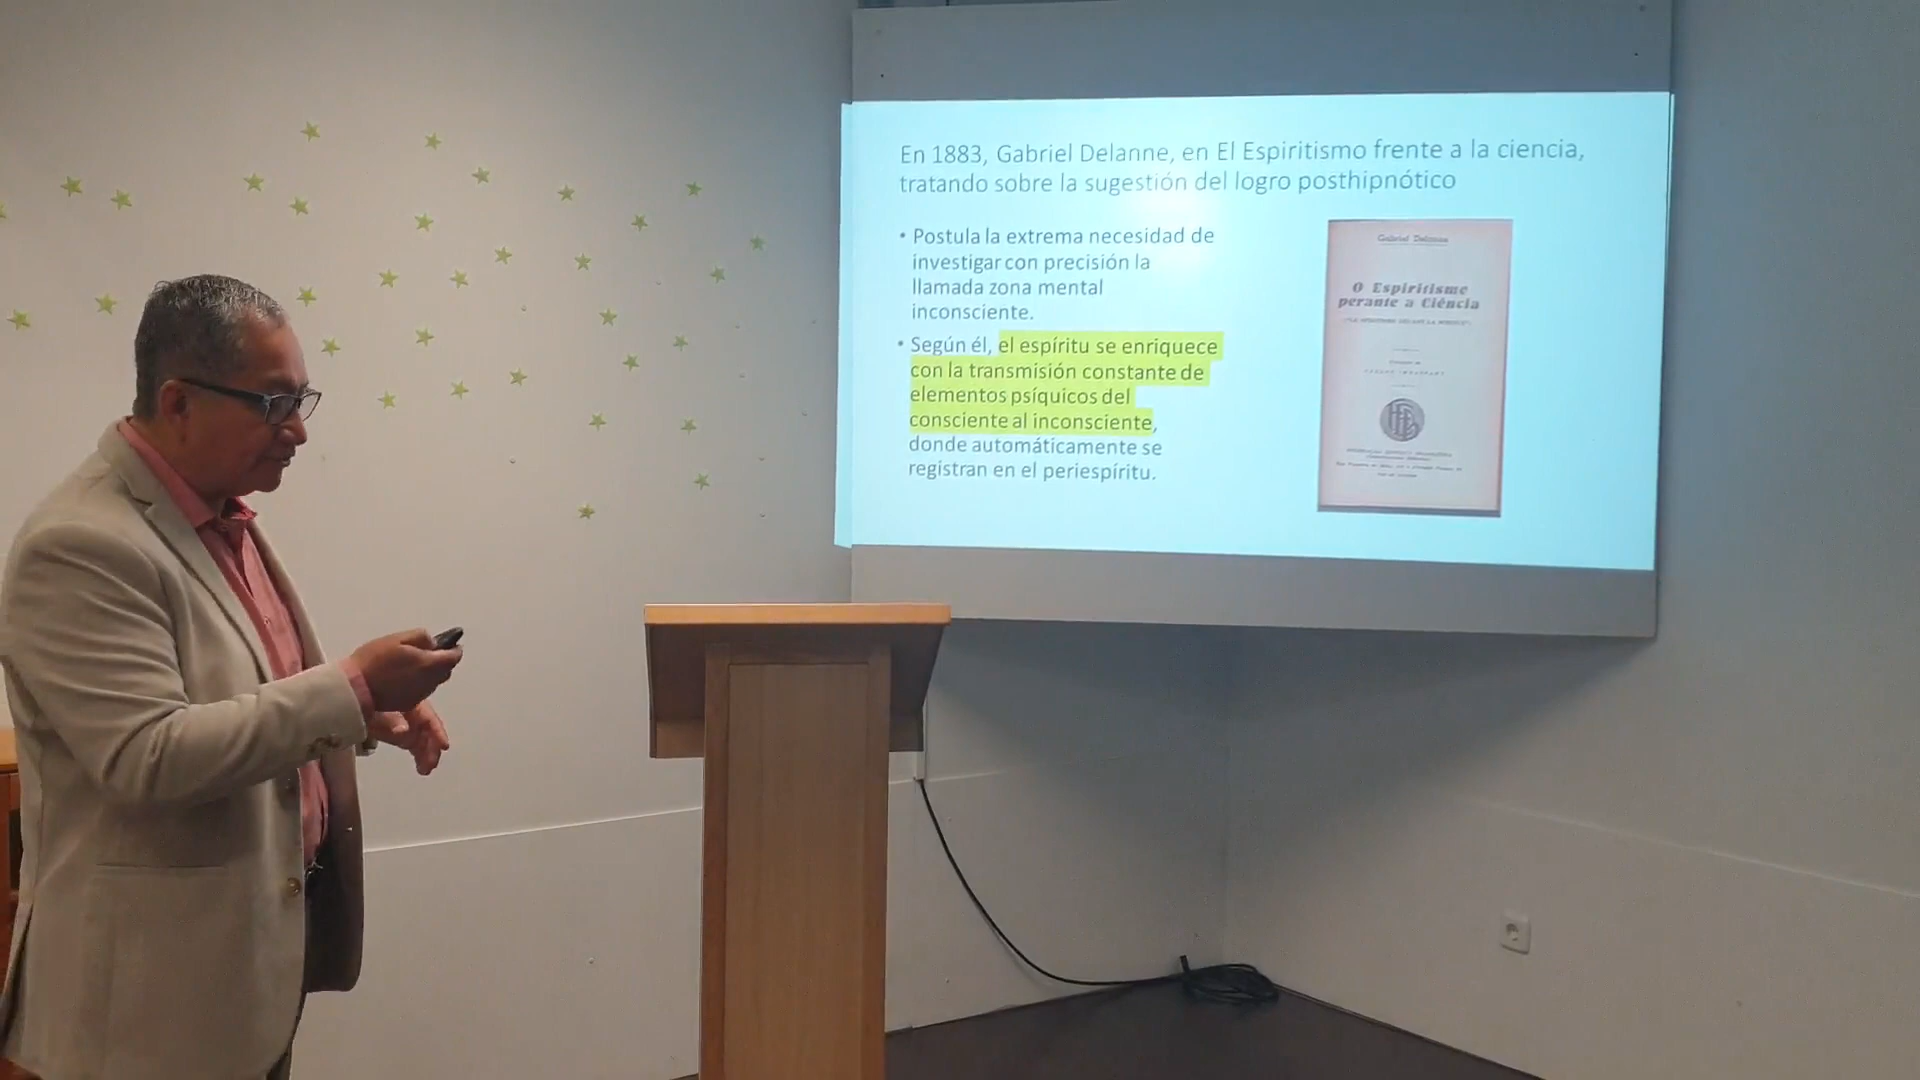 En 1883, Gabriel Delanne, en El Espiritismo frente a la ciencia,
tratando sobre la sugestión del logro posthipnótico
• Postula la extrema necesidad de
investigar con precisión la
llamada zona mental
inconsciente.
• Según él, el espíritu se enriquece
con la transmisión constante de
elementos psíquicos del
consciente al inconsciente,
donde automáticamente se
registran en el periespíritu.
Gabriel Delanne
O Espiritisme
perante a Ciência